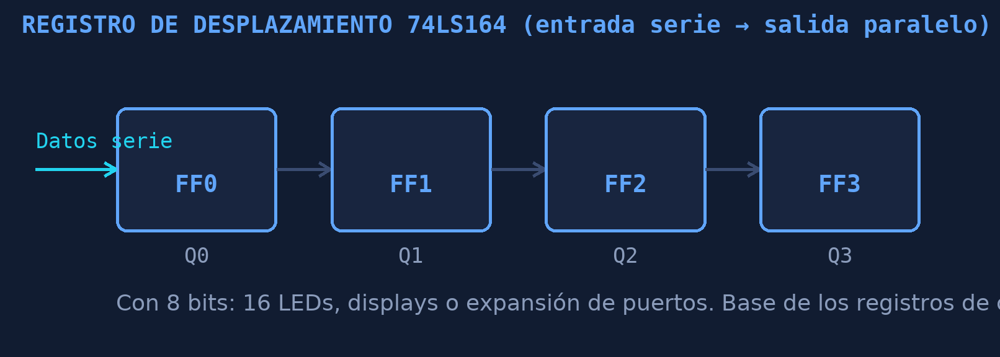 REGISTRO DE DESPLAZAMIENTO 74LS164 (entrada serie → salida paralelo)
Datos serie
FF0 FF1 FF2 FF3
Q0 Q1 Q2 Q3
Con 8 bits: 16 LEDs, displays o expansión de puertos. Base de los registros de